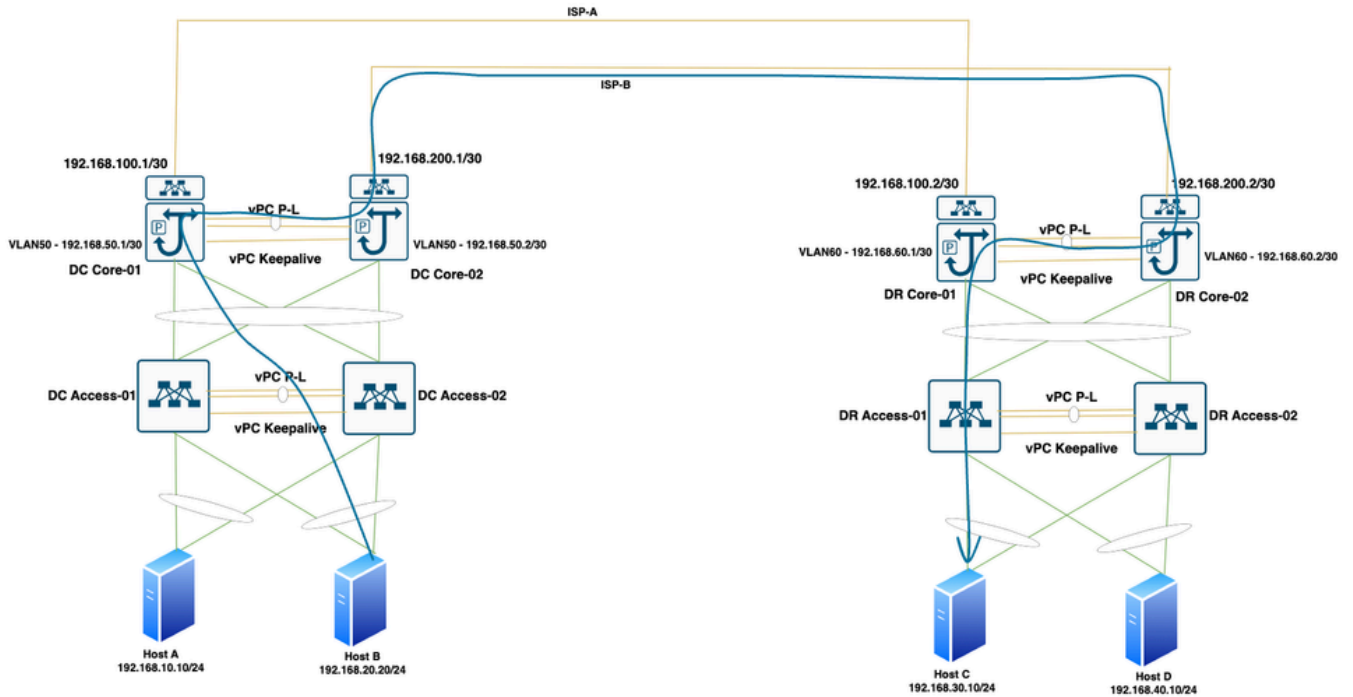 ISP-A
ISP-B
192.168.100.1/30
192.168.200.1/30
192.168.100.2/30
192.168.200.2/30
vPC P-L
P
P
VLAN50 - 192.168.50.1/30
VLAN50 - 192.168.50.2/30
vPC Keepalive
DC Core-01
DC Core-02
vPC P-L
P
P
VLAN60 - 192.168.60.1/30
VLAN60 - 192.168.60.2/30
vPC Keepalive
DR Core-01
DR Core-02
vPC P-L
DC Access-01
DC Access-02
vPC Keepalive
vPC P-L
DR Access-01
DR Access-02
vPC Keepalive
Host A
192.168.10.10/24
Host B
192.168.20.20/24
Host C
192.168.30.10/24
Host D
192.168.40.10/24